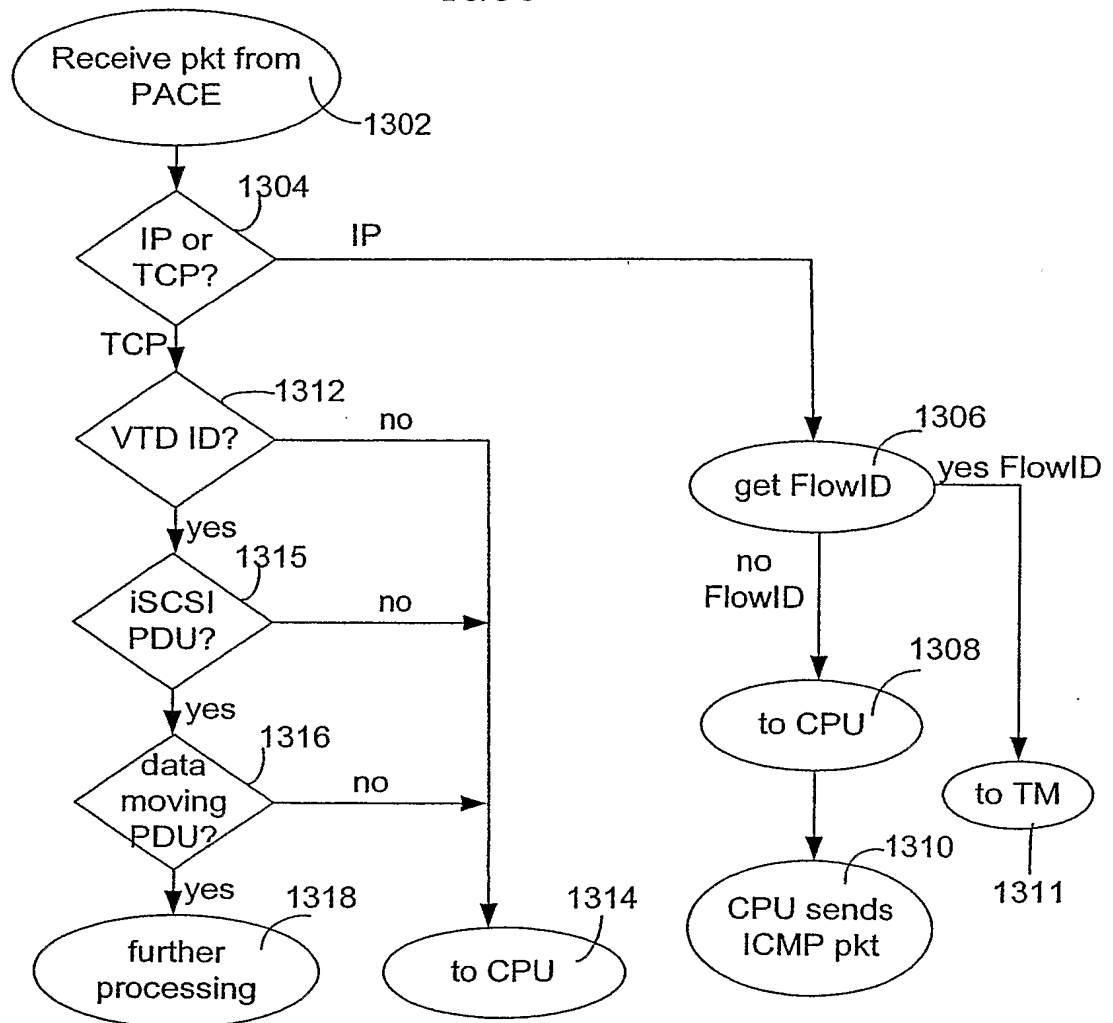 Receive pkt from
PACE
1302
1304
IP or
TCP?
IP
TCP
1312
VTD ID?
no
yes
1315
iSCSI
PDU?
no
yes
1316
data
moving
PDU?
no
yes
1318
further
processing
1314
to CPU
1306
get FlowID
yes FlowID
no
FlowID
1308
to CPU
to TM
1311
1310
CPU sends
ICMP pkt